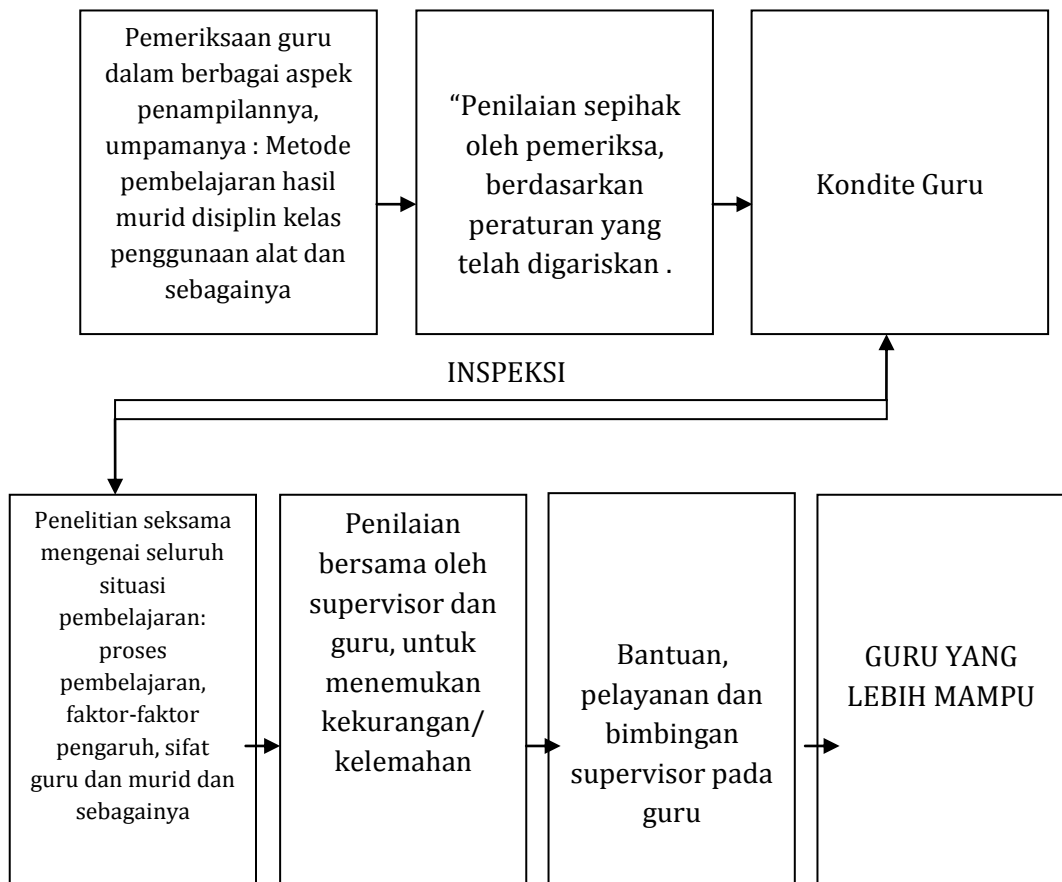 Pemeriksaan guru
dalam berbagai aspek
penampilannya,
umpamanya : Metode
pembelajaran hasil
murid disiplin kelas
penggunaan alat dan
sebagainya
“Penilaian sepihak
oleh pemeriksa,
berdasarkan
peraturan yang
telah digariskan .
Kondite Guru
INSPEKSI
Penelitian seksama
mengenai seluruh
situasi
pembelajaran:
proses
pembelajaran,
faktor-faktor
pengaruh, sifat
guru dan murid dan
sebagainya
Penilaian
bersama oleh
supervisor dan
guru, untuk
menemukan
kekurangan/
kelemahan
Bantuan,
pelayanan dan
bimbingan
supervisor pada
guru
GURU YANG
LEBIH MAMPU